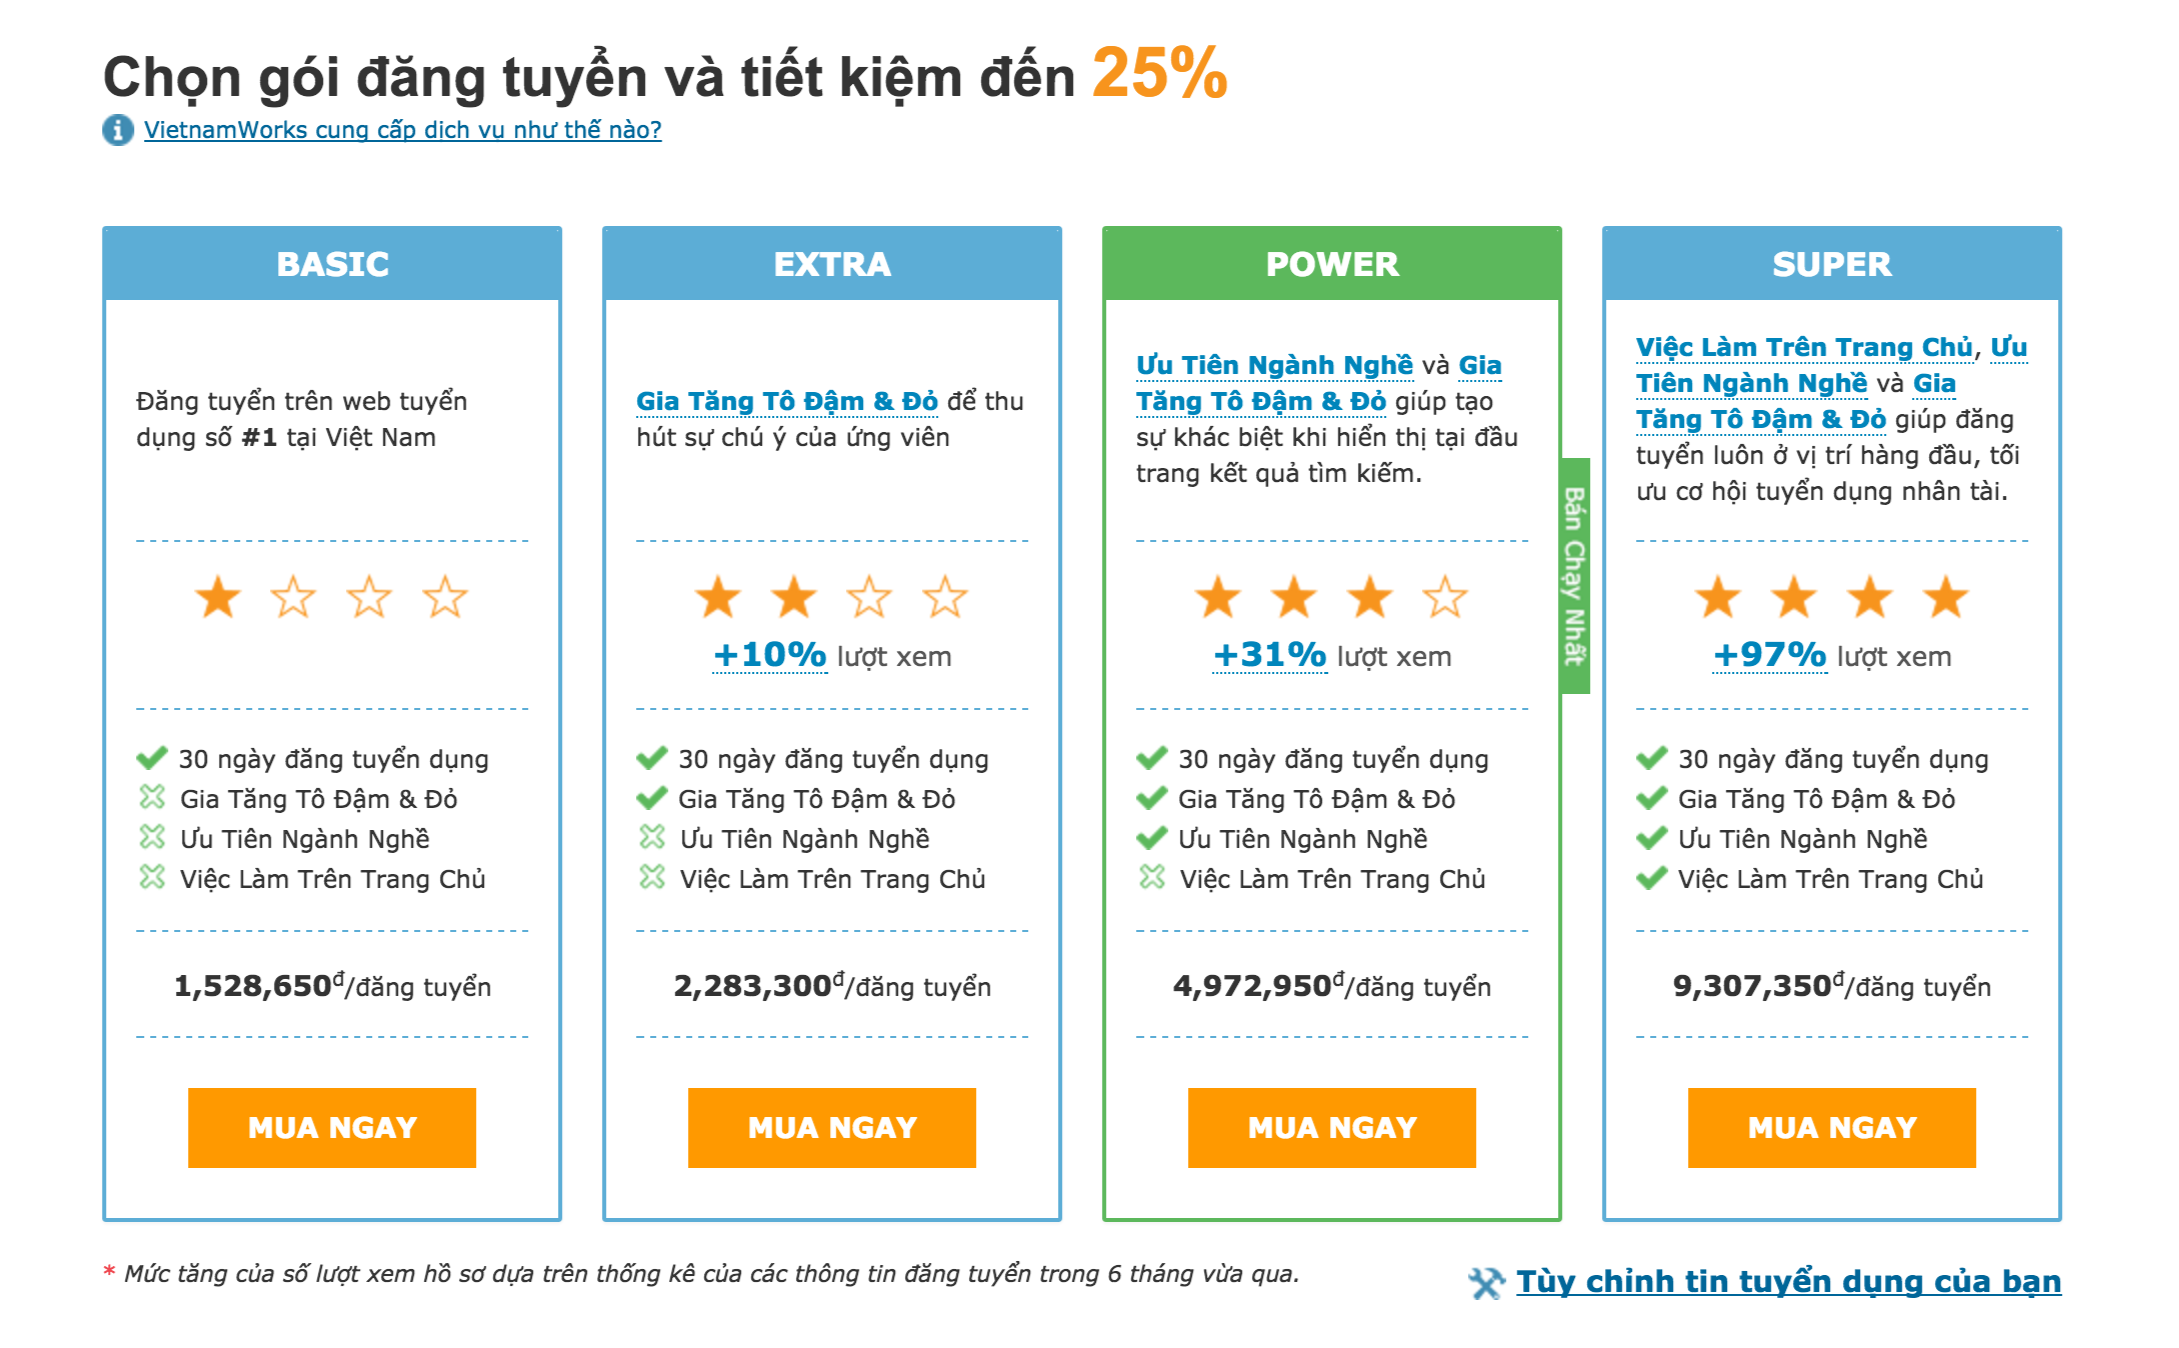 Chọn gói đăng tuyển và tiết kiệm đến 25%
VietnamWorks cung cấp dịch vụ như thế nào?
BASIC
Đăng tuyển trên web tuyển
dụng số #1 tại Việt Nam
30 ngày đăng tuyển dụng
Gia Tăng Tô Đậm & Đỏ
Ưu Tiên Ngành Nghề
Việc Làm Trên Trang Chủ
1,528,650đ/đăng tuyển
MUA NGAY
EXTRA
Gia Tăng Tô Đậm & Đỏ để thu
hút sự chú ý của ứng viên
+10% lượt xem
30 ngày đăng tuyển dụng
Gia Tăng Tô Đậm & Đỏ
Ưu Tiên Ngành Nghề
Việc Làm Trên Trang Chủ
2,283,300đ/đăng tuyển
MUA NGAY
POWER
Ưu Tiên Ngành Nghề và Gia
Tăng Tô Đậm & Đỏ giúp tạo
sự khác biệt khi hiển thị tại đầu
trang kết quả tìm kiếm.
+31% lượt xem
30 ngày đăng tuyển dụng
Gia Tăng Tô Đậm & Đỏ
Ưu Tiên Ngành Nghề
Việc Làm Trên Trang Chủ
4,972,950đ/đăng tuyển
MUA NGAY
Bán Chạy Nhất
SUPER
Việc Làm Trên Trang Chủ, Ưu
Tiên Ngành Nghề và Gia
Tăng Tô Đậm & Đỏ giúp đăng
tuyển luôn ở vị trí hàng đầu, tối
ưu cơ hội tuyển dụng nhân tài.
+97% lượt xem
30 ngày đăng tuyển dụng
Gia Tăng Tô Đậm & Đỏ
Ưu Tiên Ngành Nghề
Việc Làm Trên Trang Chủ
9,307,350đ/đăng tuyển
MUA NGAY
* Mức tăng của số lượt xem hồ sơ dựa trên thống kê của các thông tin đăng tuyển trong 6 tháng vừa qua.
Tùy chỉnh tin tuyển dụng của bạn